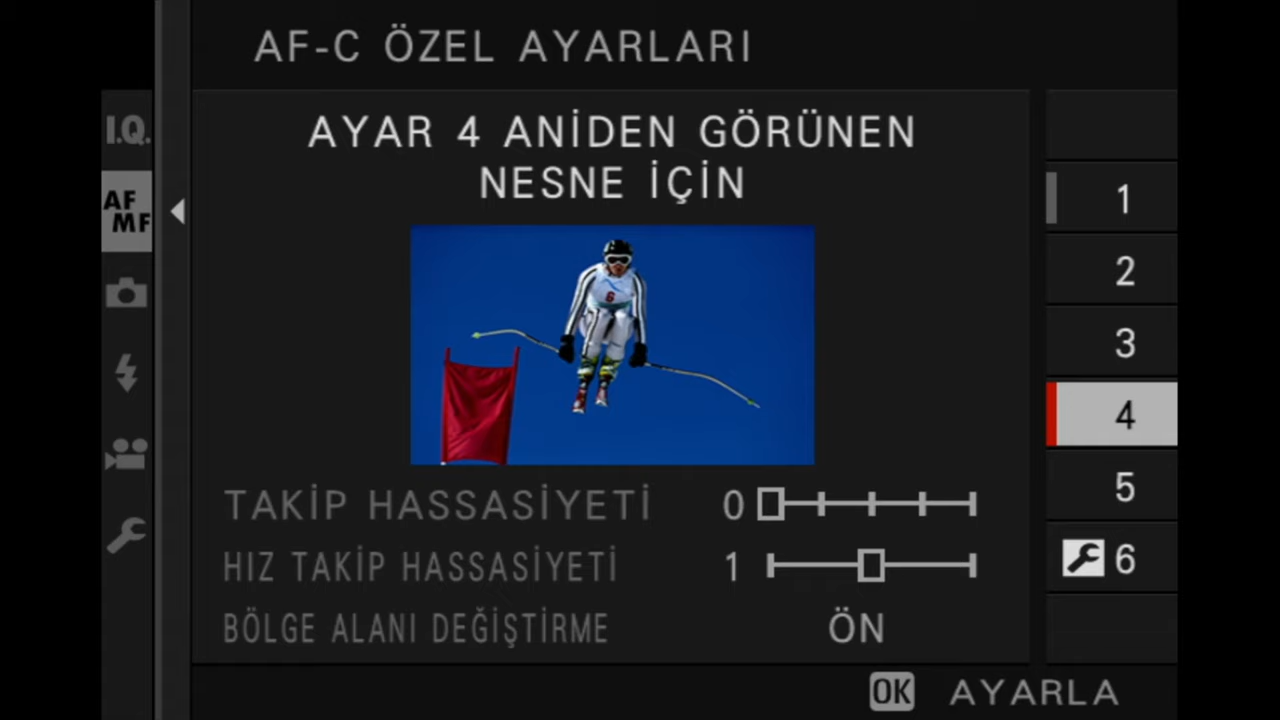 AF-C ÖZEL AYARLARI
I.Q.
AF
MF
AYAR 4 ANİDEN GÖRÜNEN
NESNE İÇİN
6
TAKİP HASSASİYETİ 0
HIZ TAKİP HASSASİYETİ 1
BÖLGE ALANI DEĞİŞTİRME ÖN
1
2
3
4
5
6
OK AYARLA